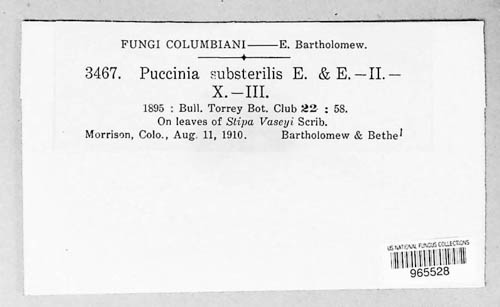 FUNGI COLUMBIANI——E. Bartholomew.
3467. Puccinia substerilis E. & E.—II.—
X.—III.
1895 : Bull. Torrey Bot. Club 22 : 58.
On leaves of Stipa Vaseyi Scrib.
Morrison, Colo., Aug. 11, 1910. Bartholomew & Bethel
US NATIONAL FUNGUS COLLECTIONS
965528